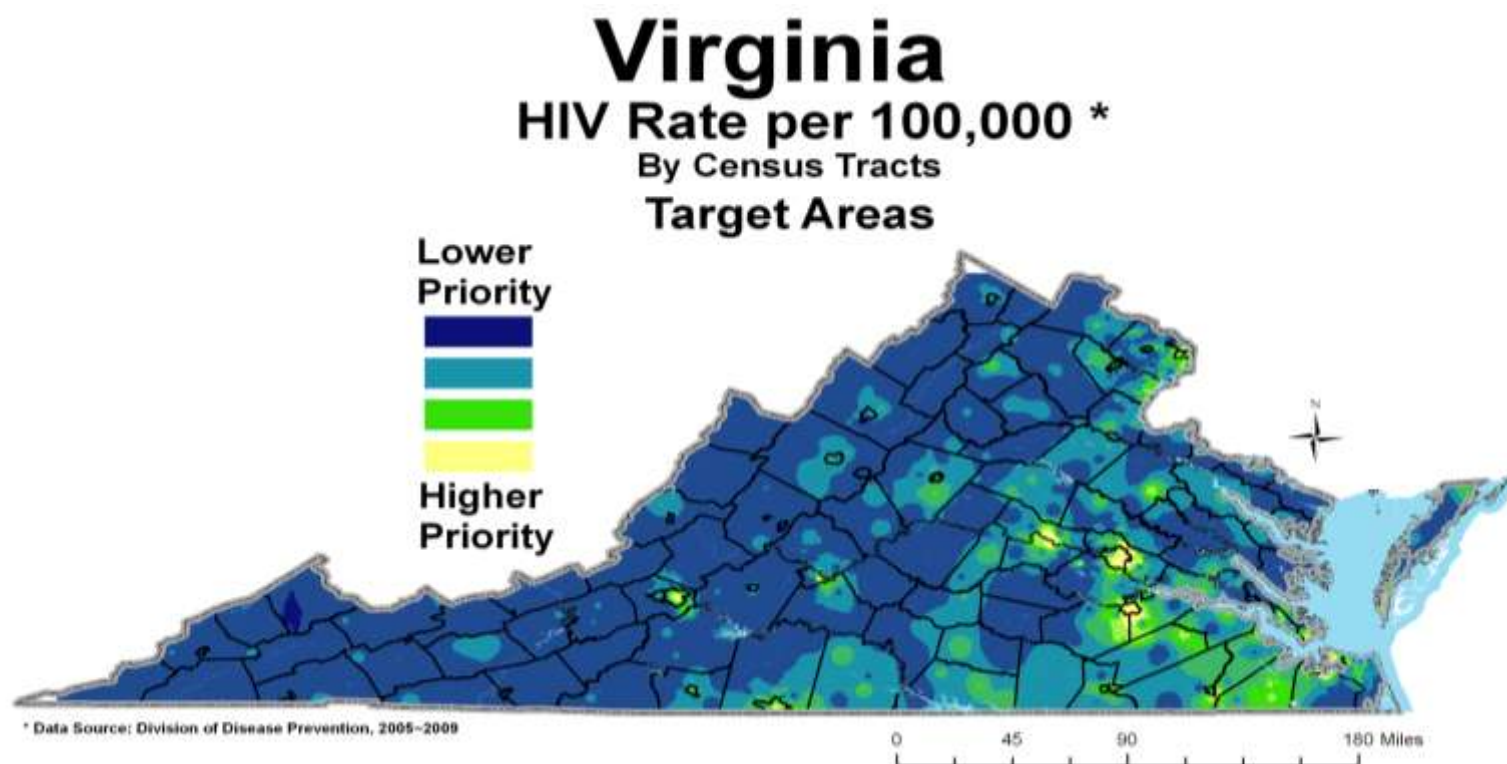 Virginia
HIV Rate per 100,000 *
By Census Tracts
Target Areas
Lower
Priority
Higher
Priority
N
* Data Source: Division of Disease Prevention, 2005-2009
0 45 90 180 Miles